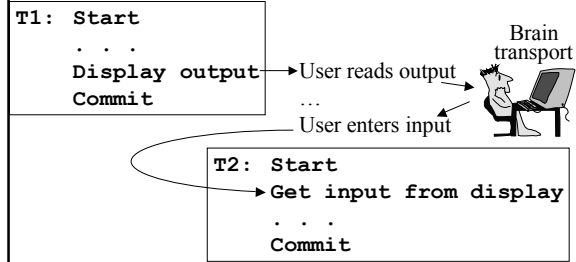 T1: Start
. . .
Display output
Commit
Brain
transport
User reads output
…
User enters input
T2: Start
Get input from display
. . .
Commit